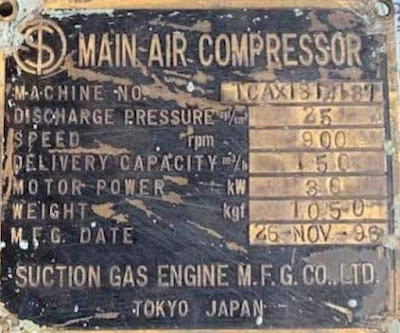 MAIN AIR COMPRESSOR
MACHINE NO.
DISCHARGE PRESSURE 25
SPEED rpm 900
DELIVERY CAPACITY m³/h 150
MOTOR POWER kW 30
WEIGHT kgf 1050
M.F.G. DATE 26-NOV-96
SUCTION GAS ENGINE M.F.G. CO., LTD.
TOKYO JAPAN